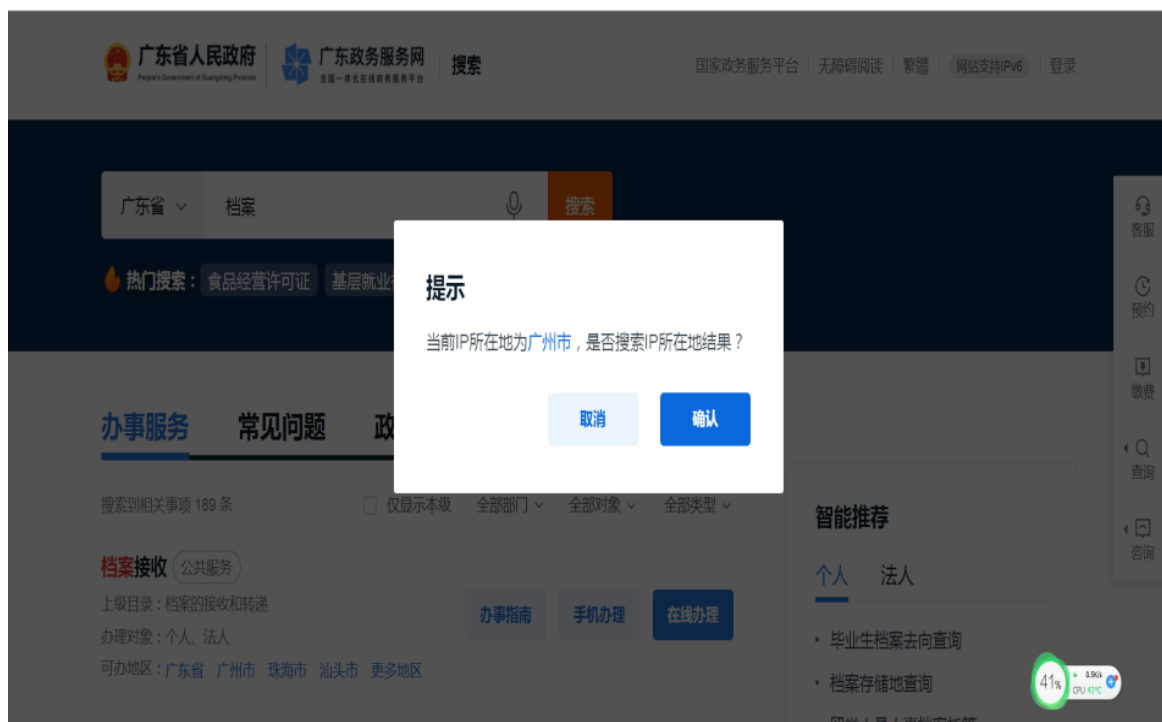 广东省人民政府
People's Government of Guangdong Province
广东政务服务网
全国一体化在线政务服务平台
搜索
国家政务服务平台 无障碍阅读 繁體 网站支持IPv6 登录
广东省 档案 搜索
热门搜索: 食品经营许可证 基层就业
客服
预约
缴费
查询
咨询
提示
当前IP所在地为广州市，是否搜索IP所在地结果？
取消 确认
办事服务 常见问题 政
搜索到相关事项 189 条 仅显示本级 全部部门 全部对象 全部类型
档案接收 公共服务
上级目录：档案的接收和转递
办理对象：个人、法人
可办地区：广东省 广州市 珠海市 汕头市 更多地区
办事指南 手机办理 在线办理
智能推荐
个人 法人
• 毕业生档案去向查询
• 档案存储地查询
41% 0.5K/s
CPU 43°C